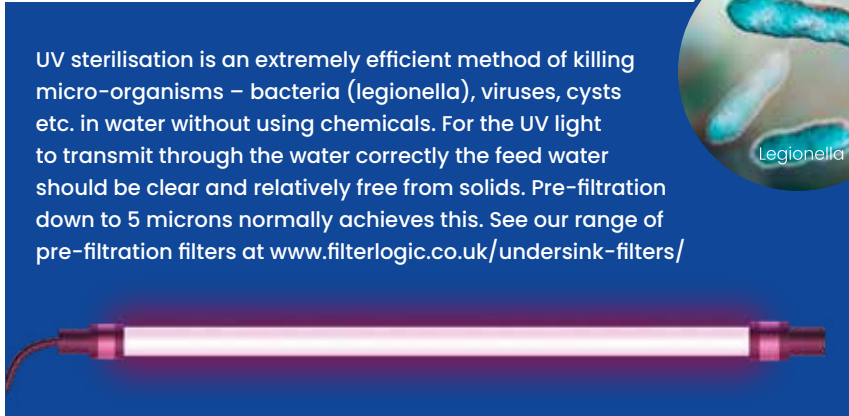 UV sterilisation is an extremely efficient method of killing
micro-organisms – bacteria (legionella), viruses, cysts
etc. in water without using chemicals. For the UV light
to transmit through the water correctly the feed water
should be clear and relatively free from solids. Pre-filtration
down to 5 microns normally achieves this. See our range of
pre-filtration filters at www.filterlogic.co.uk/undersink-filters/
Legionella